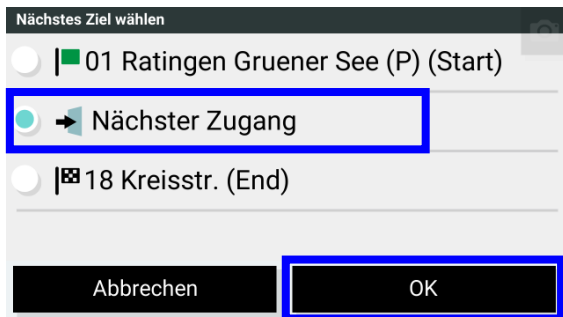 Nächstes Ziel wählen
01 Ratingen Gruener See (P) (Start)
Nächster Zugang
18 Kreisstr. (End)
Abbrechen
OK